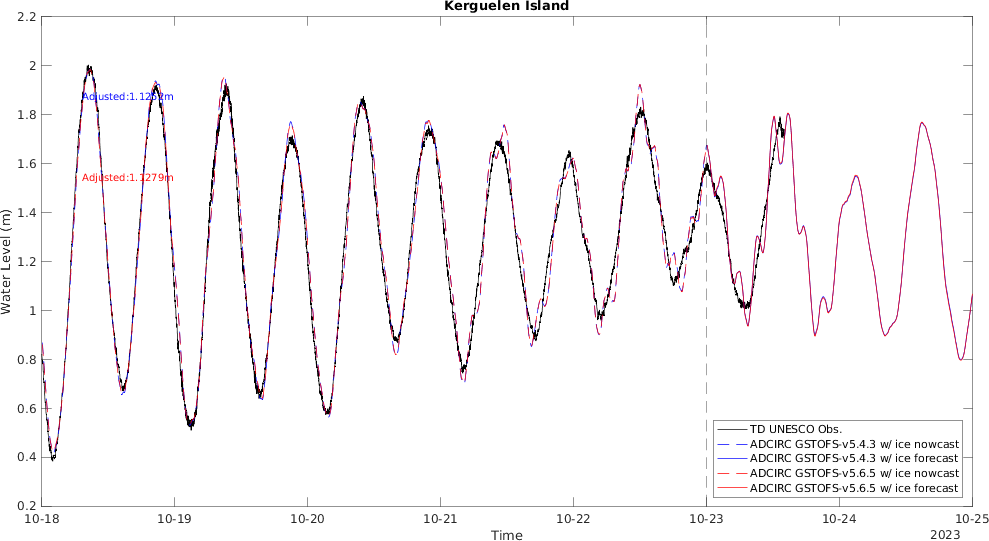 Kerguelen Island
2.2
2
1.8
1.6
1.4
1.2
1
0.8
0.6
0.4
0.2
Water Level (m)
Adjusted:1.1252m
Adjusted:1.1279m
TD UNESCO Obs.
ADCIRC GSTOFS-v5.4.3 w/ ice nowcast
ADCIRC GSTOFS-v5.4.3 w/ ice forecast
ADCIRC GSTOFS-v5.6.5 w/ ice nowcast
ADCIRC GSTOFS-v5.6.5 w/ ice forecast
10-18 10-19 10-20 10-21 10-22 10-23 10-24 10-25
Time
2023